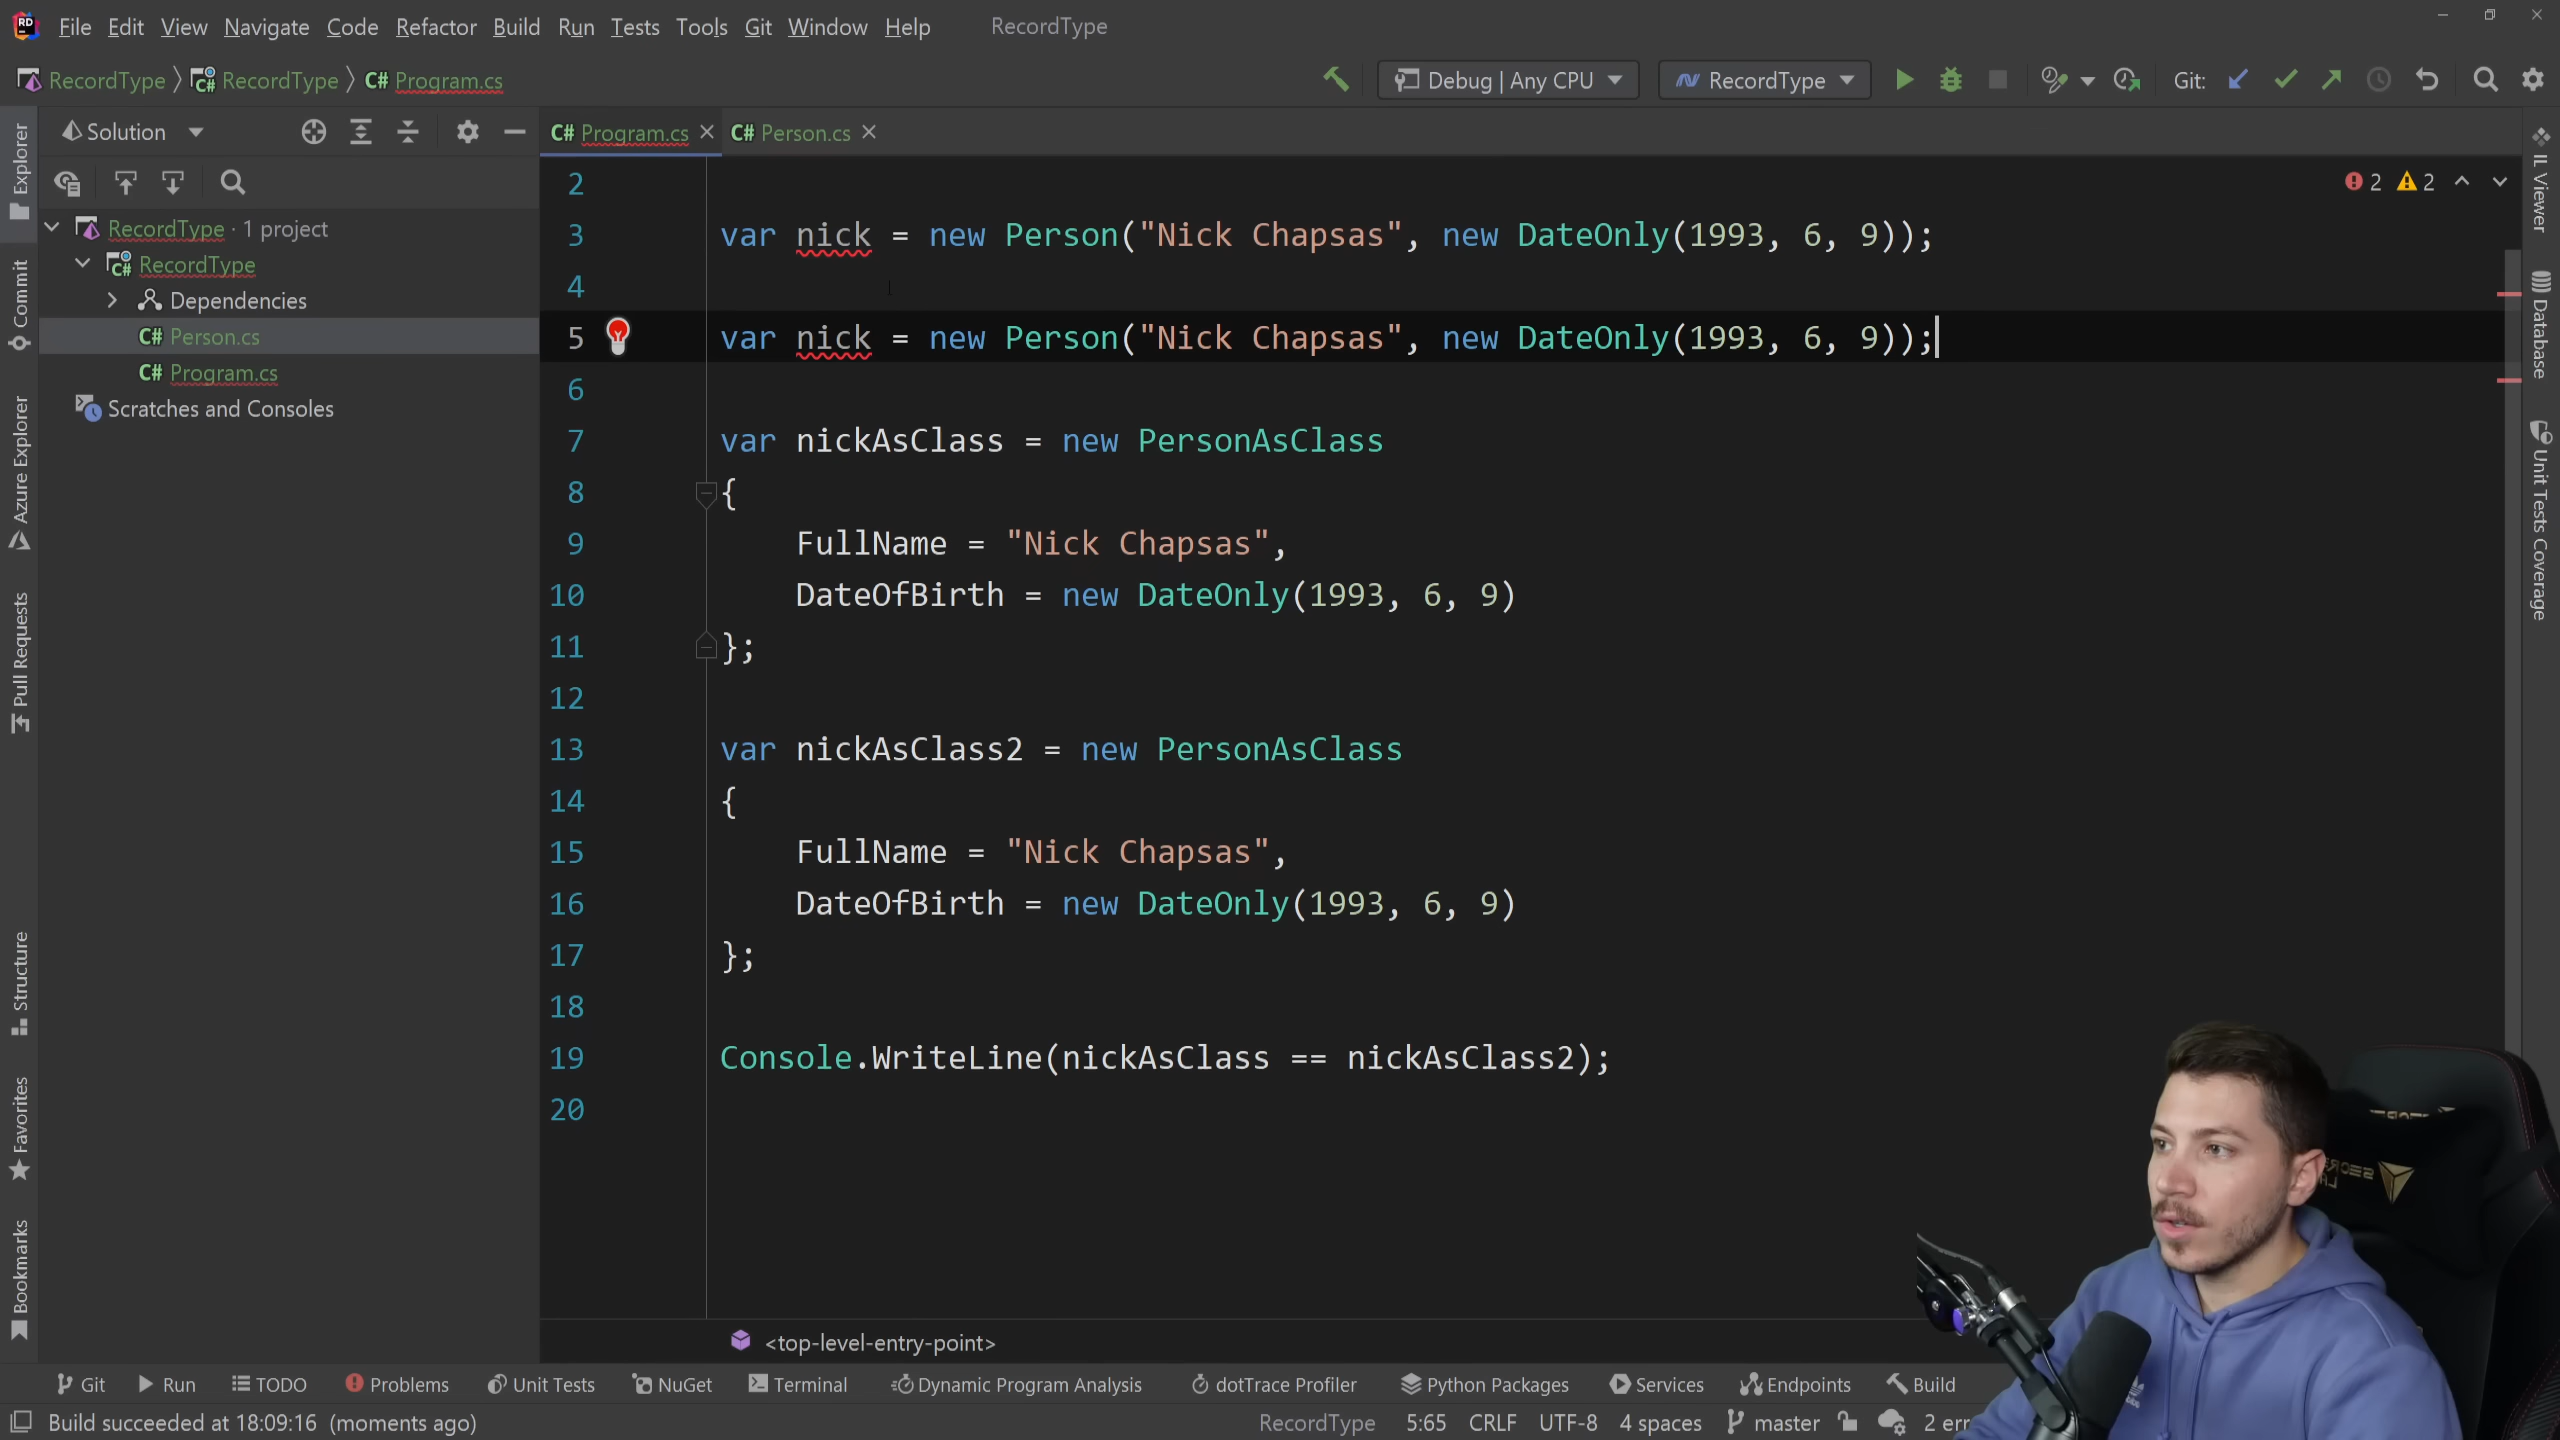 File Edit View Navigate Code Refactor Build Run Tests Tools Git Window Help RecordType
RecordType RecordType C# Program.cs Debug | Any CPU RecordType Git:
Solution
C# Program.cs C# Person.cs
RecordType · 1 project
C# RecordType
Dependencies
C# Person.cs
C# Program.cs
Scratches and Consoles
Explorer
Commit
Azure Explorer
Pull Requests
Structure
Favorites
Bookmarks
2 2
2
3 var nick = new Person("Nick Chapsas", new DateOnly(1993, 6, 9));
4
5 var nick = new Person("Nick Chapsas", new DateOnly(1993, 6, 9));
6
7 var nickAsClass = new PersonAsClass
8 {
9 FullName = "Nick Chapsas",
10 DateOfBirth = new DateOnly(1993, 6, 9)
11 };
12
13 var nickAsClass2 = new PersonAsClass
14 {
15 FullName = "Nick Chapsas",
16 DateOfBirth = new DateOnly(1993, 6, 9)
17 };
18
19 Console.WriteLine(nickAsClass == nickAsClass2);
20
IL Viewer
Database
Unit Tests Coverage
<top-level-entry-point>
Git Run TODO Problems Unit Tests NuGet Terminal Dynamic Program Analysis dotTrace Profiler Python Packages Services Endpoints Build
Build succeeded at 18:09:16 (moments ago) RecordType 5:65 CRLF UTF-8 4 spaces master 2 err